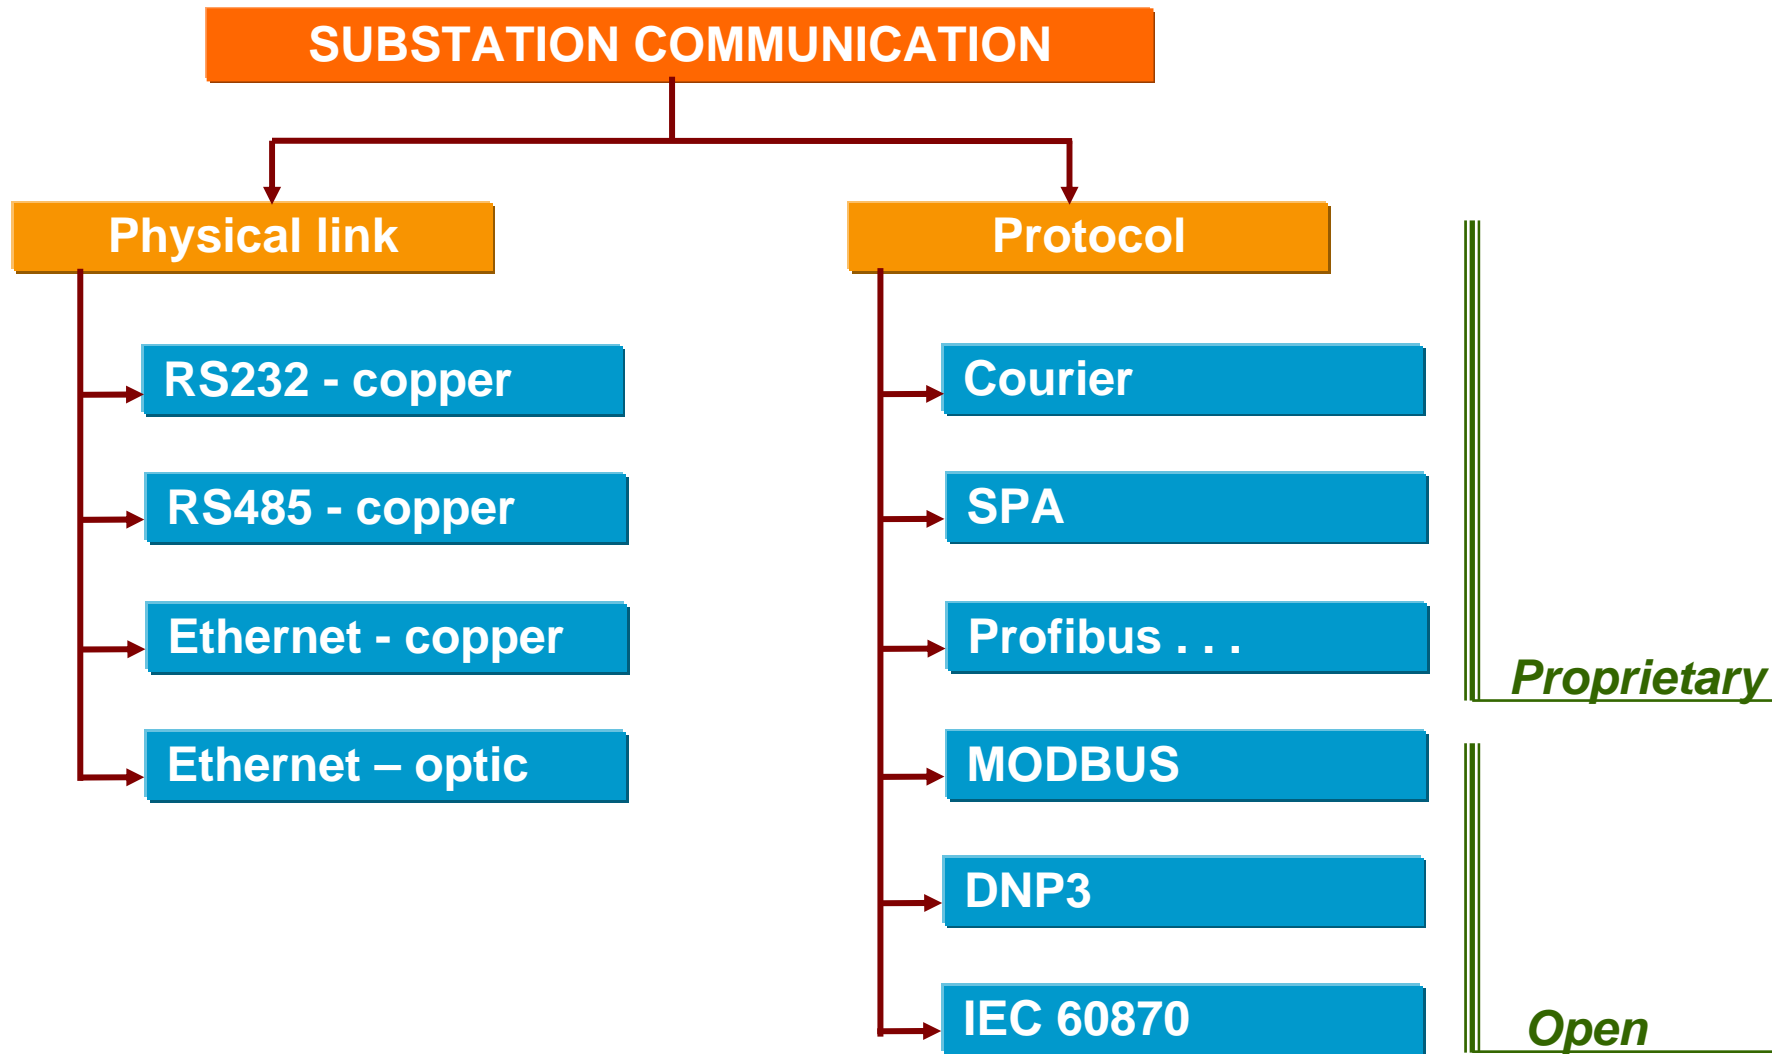 SUBSTATION COMMUNICATION
Physical link
RS232 - copper
RS485 - copper
Ethernet - copper
Ethernet – optic
Protocol
Courier
SPA
Profibus . . .
MODBUS
DNP3
IEC 60870
Proprietary
Open